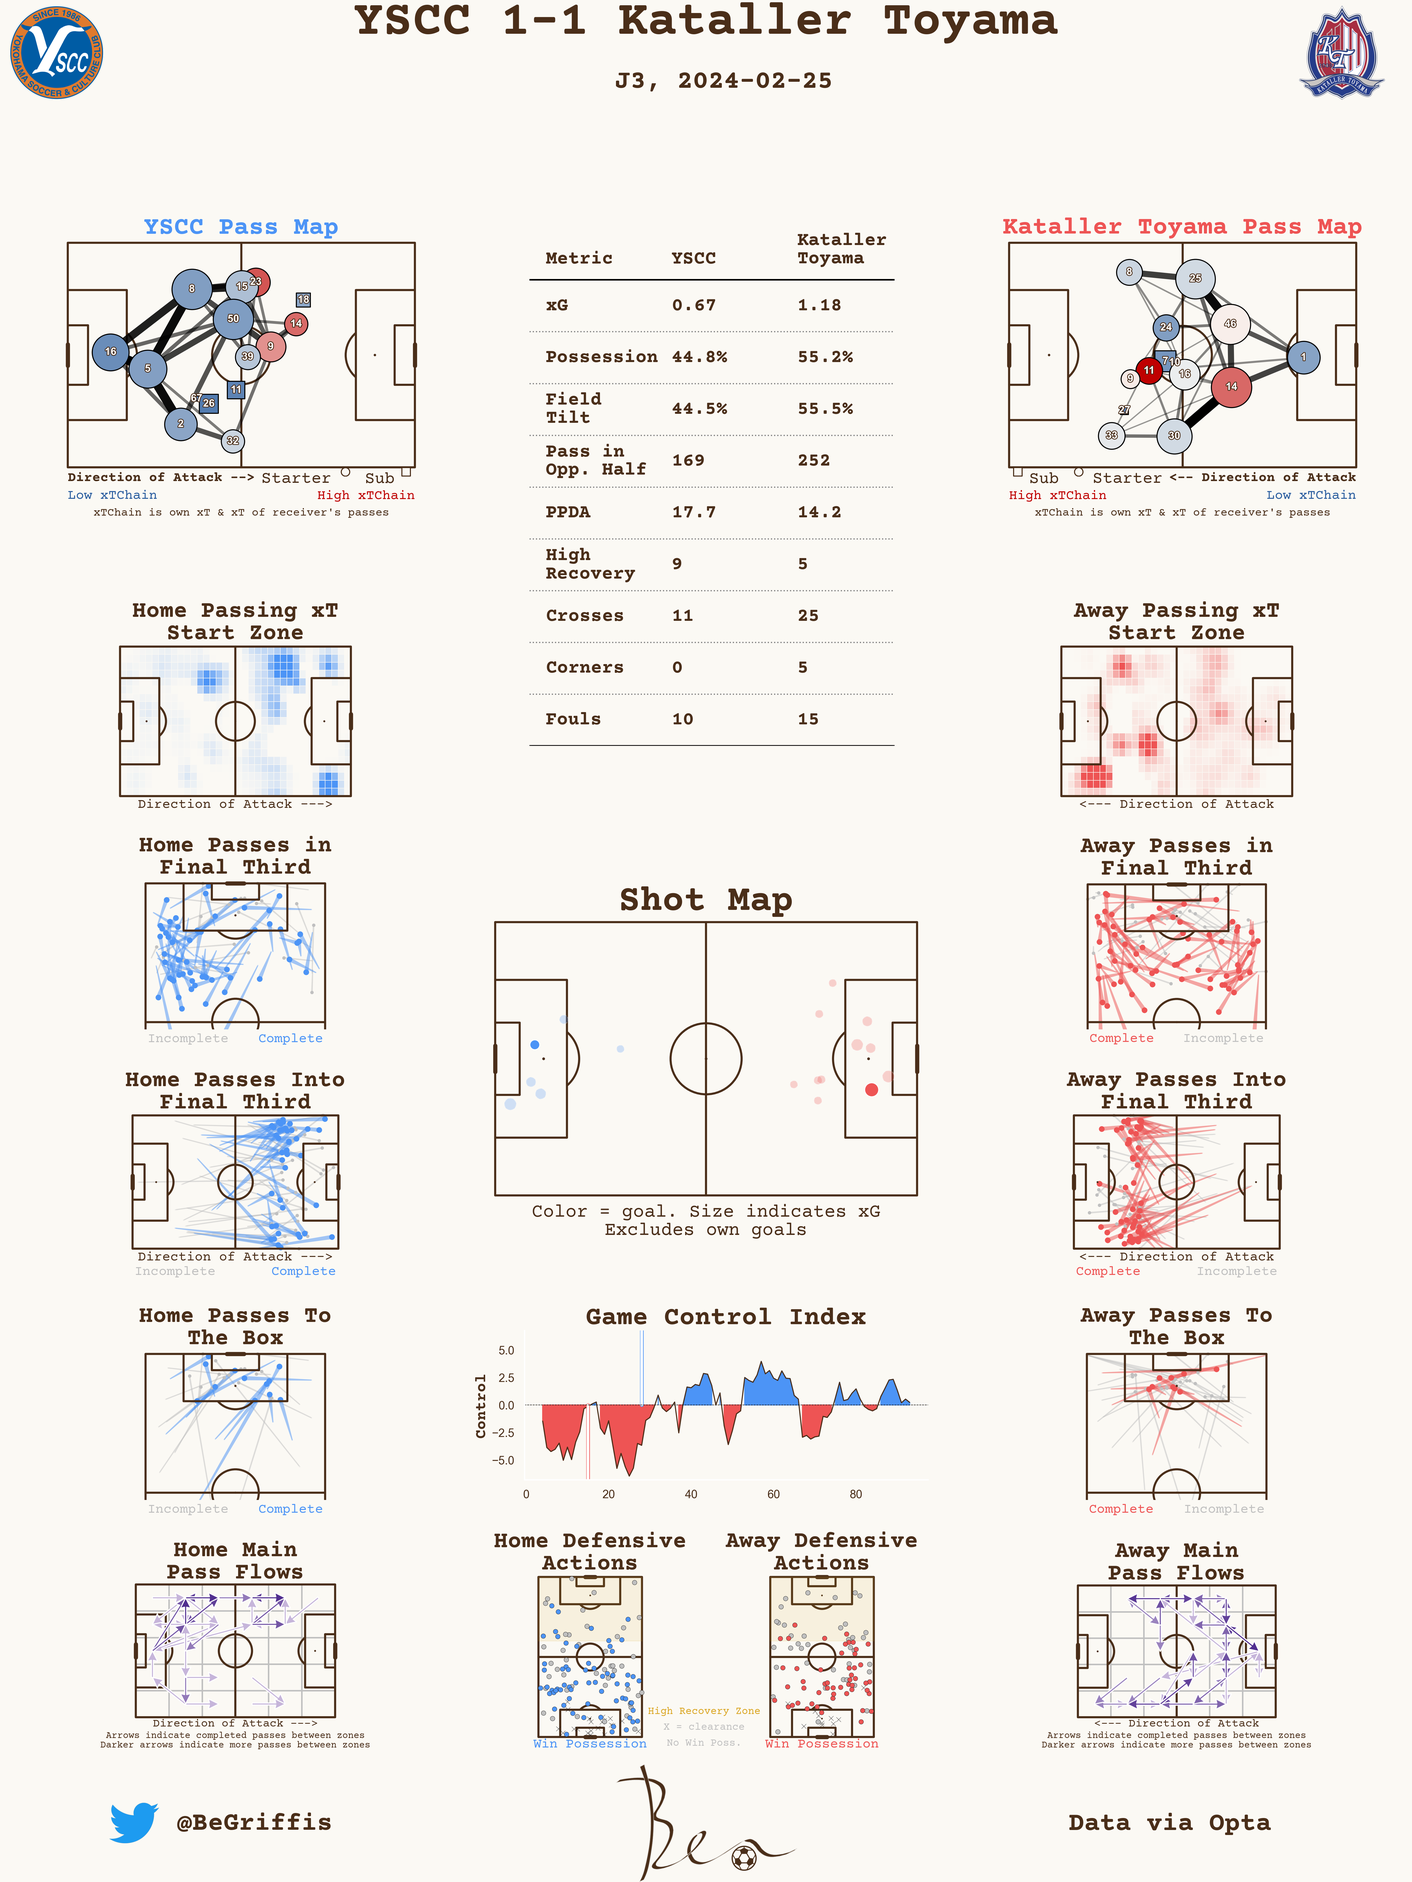 YSCC 1-1 Kataller Toyama
J3, 2024-02-25
SINCE 1986
YOKOHAMA SOCCER & CULTURE CLUB
YSCC
KT
KATALLER TOYAMA
YSCC Pass Map
8
15
23
18
50
14
16
9
39
5
11
67
26
2
32
Direction of Attack --> Starter Sub
Low xTChain High xTChain
xTChain is own xT & xT of receiver's passes
Metric YSCC Kataller
Toyama
xG 0.67 1.18
Possession 44.8% 55.2%
Field
Tilt 44.5% 55.5%
Pass in
Opp. Half 169 252
PPDA 17.7 14.2
High
Recovery 9 5
Crosses 11 25
Corners 0 5
Fouls 10 15
Kataller Toyama Pass Map
8
25
24
46
7
10
1
11
9
16
14
27
33
30
Sub Starter <-- Direction of Attack
High xTChain Low xTChain
xTChain is own xT & xT of receiver's passes
Home Passing xT
Start Zone
Direction of Attack --->
Away Passing xT
Start Zone
<--- Direction of Attack
Home Passes in
Final Third
Incomplete Complete
Away Passes in
Final Third
Complete Incomplete
Shot Map
Color = goal. Size indicates xG
Excludes own goals
Home Passes Into
Final Third
Direction of Attack --->
Incomplete Complete
Away Passes Into
Final Third
<--- Direction of Attack
Complete Incomplete
Home Passes To
The Box
Incomplete Complete
Game Control Index
Control
5.0
2.5
0.0
−2.5
−5.0
0 20 40 60 80
Away Passes To
The Box
Complete Incomplete
Home Main
Pass Flows
Direction of Attack --->
Arrows indicate completed passes between zones
Darker arrows indicate more passes between zones
Home Defensive
Actions
Win Possession
High Recovery Zone
X = clearance
No Win Poss.
Away Defensive
Actions
Win Possession
Away Main
Pass Flows
<--- Direction of Attack
Arrows indicate completed passes between zones
Darker arrows indicate more passes between zones
@BeGriffis
Ben
Data via Opta